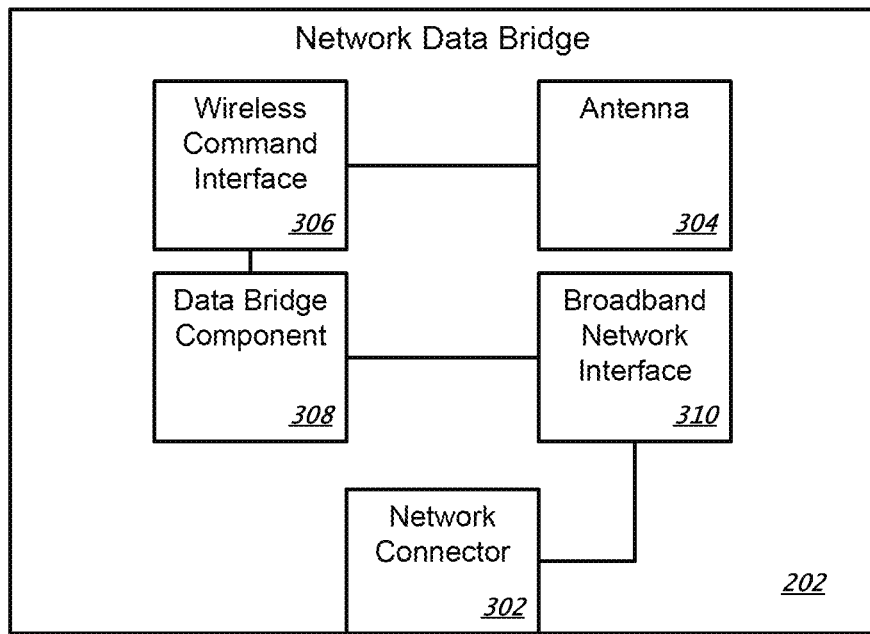 Network Data Bridge
Wireless
Command
Interface
306
Antenna
304
Data Bridge
Component
308
Broadband
Network
Interface
310
Network
Connector
302
202